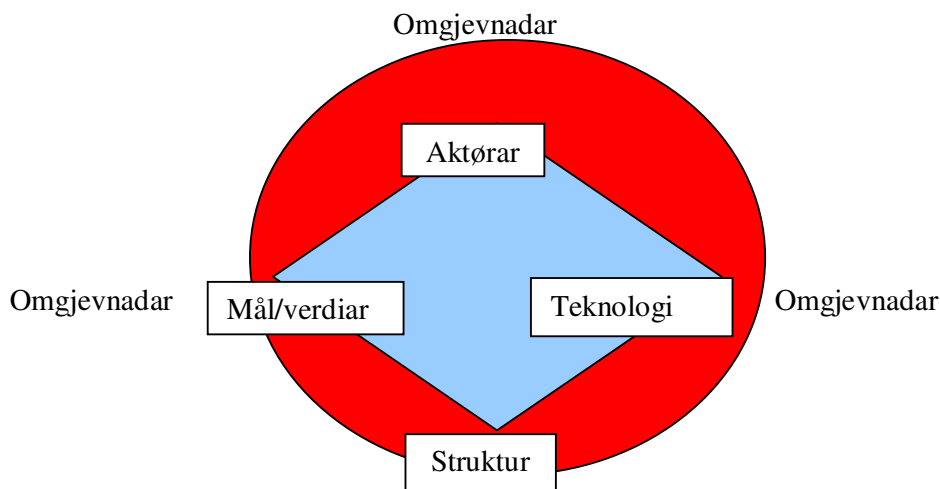 Omgjevnadar
Aktørar
Omgjevnadar
Mål/verdiar
Teknologi
Omgjevnadar
Struktur